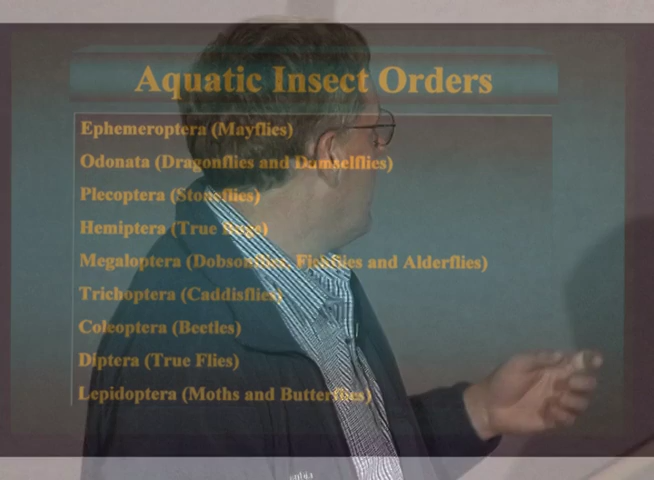 Aquatic Insect Orders
Ephemeroptera (Mayflies)
Odonata (Dragonflies and Damselflies)
Plecoptera (Stoneflies)
Hemiptera (True Bugs)
Megaloptera (Dobsonflies, Fishflies and Alderflies)
Trichoptera (Caddisflies)
Coleoptera (Beetles)
Diptera (True Flies)
Lepidoptera (Moths and Butterflies)